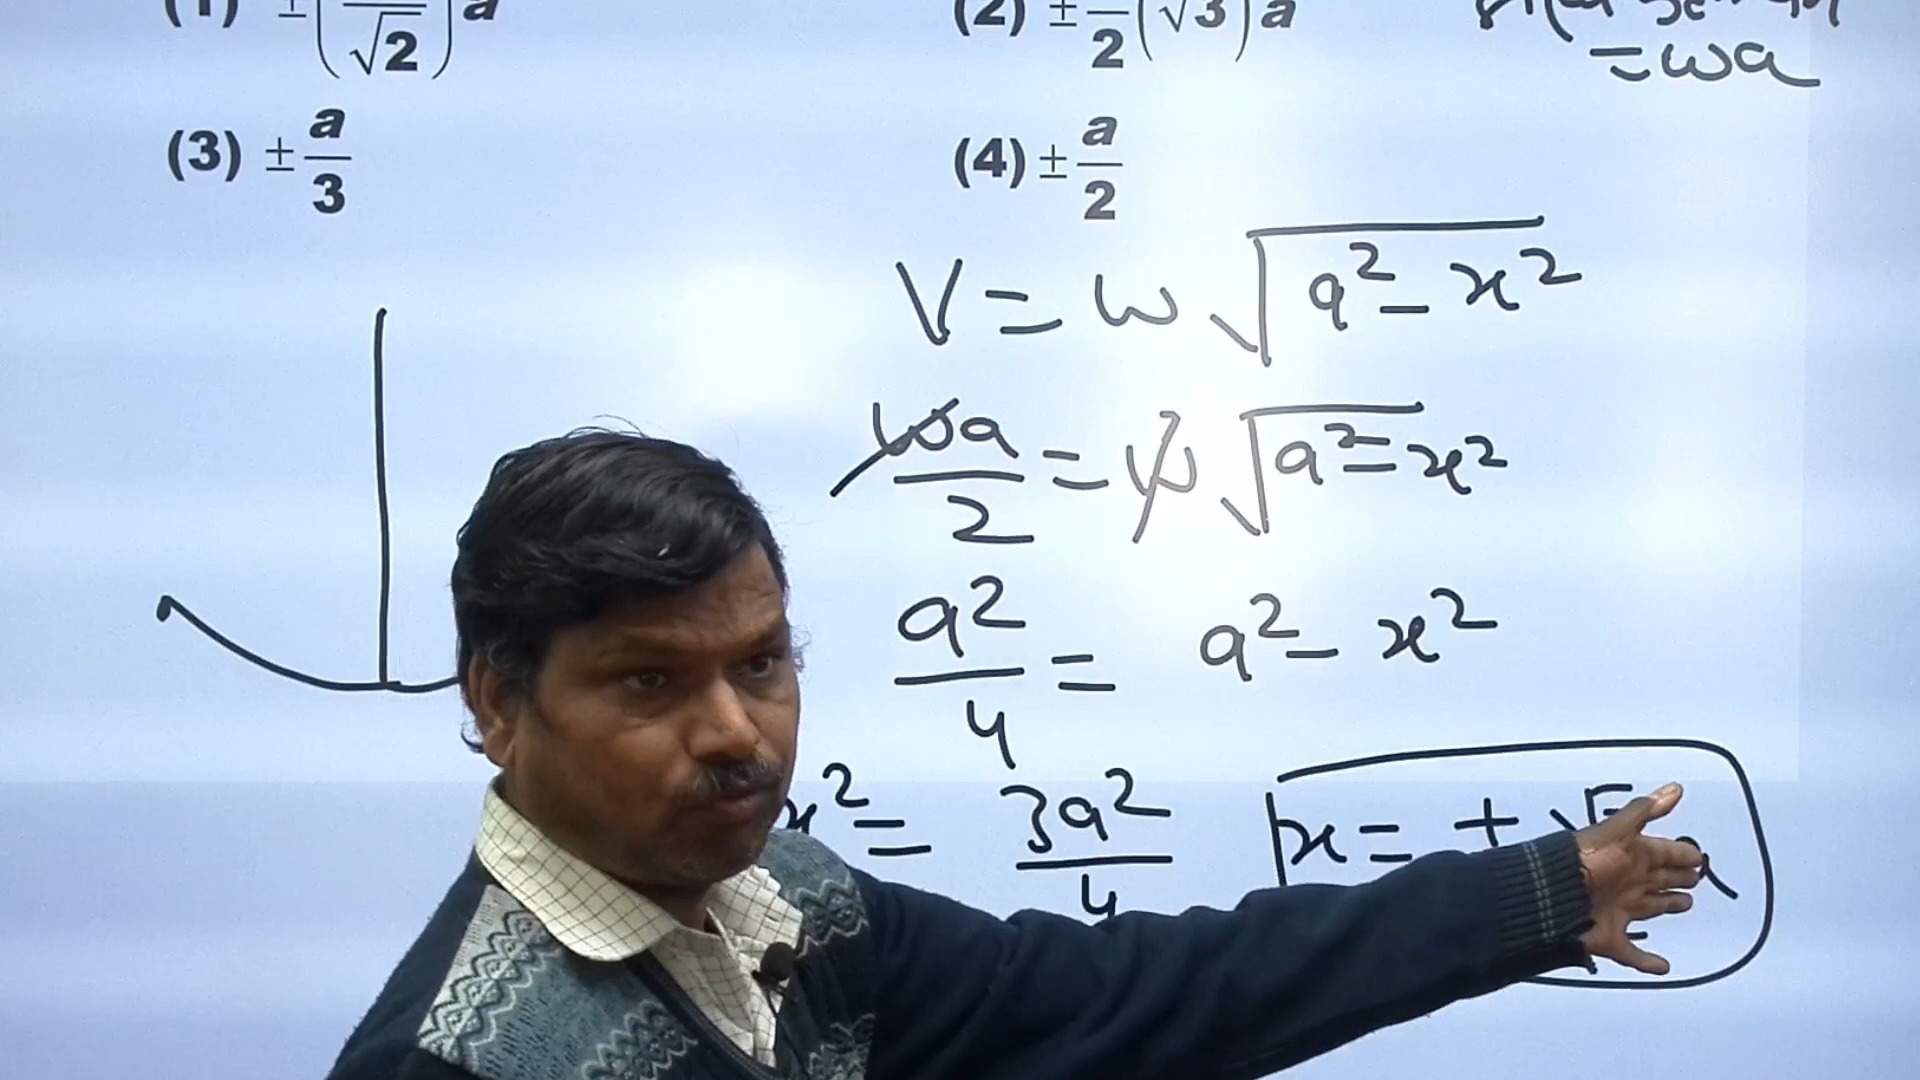 (1) ±( /√2)a
(2) ± /2(√3)a
= ωa
(3) ± a/3
(4) ± a/2
V = ω √(a² - x²)
ωa/2 = ω √(a² = x²
a²/4 = a² - x²
x² = 3a²/4
x = ± √ a